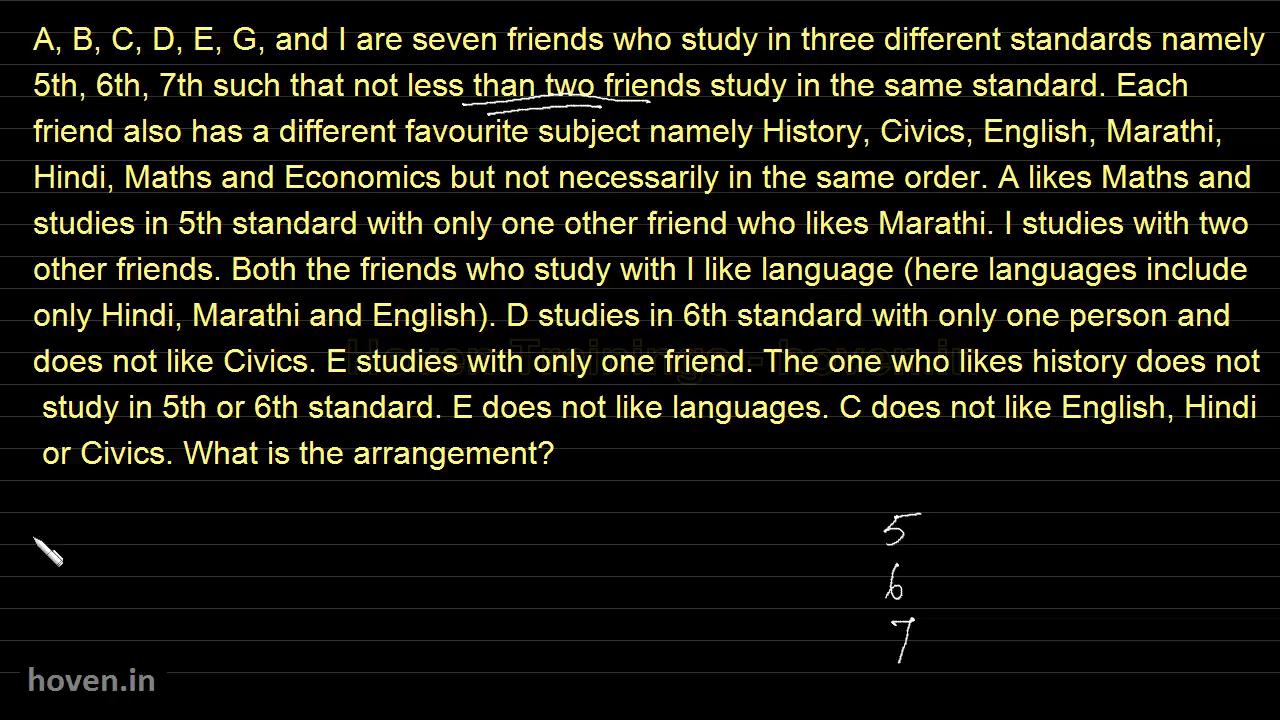 A, B, C, D, E, G, and I are seven friends who study in three different standards namely
5th, 6th, 7th such that not less than two friends study in the same standard. Each
friend also has a different favourite subject namely History, Civics, English, Marathi,
Hindi, Maths and Economics but not necessarily in the same order. A likes Maths and
studies in 5th standard with only one other friend who likes Marathi. I studies with two
other friends. Both the friends who study with I like language (here languages include
only Hindi, Marathi and English). D studies in 6th standard with only one person and
does not like Civics. E studies with only one friend. The one who likes history does not
study in 5th or 6th standard. E does not like languages. C does not like English, Hindi
or Civics. What is the arrangement?
5
6
7
hoven.in